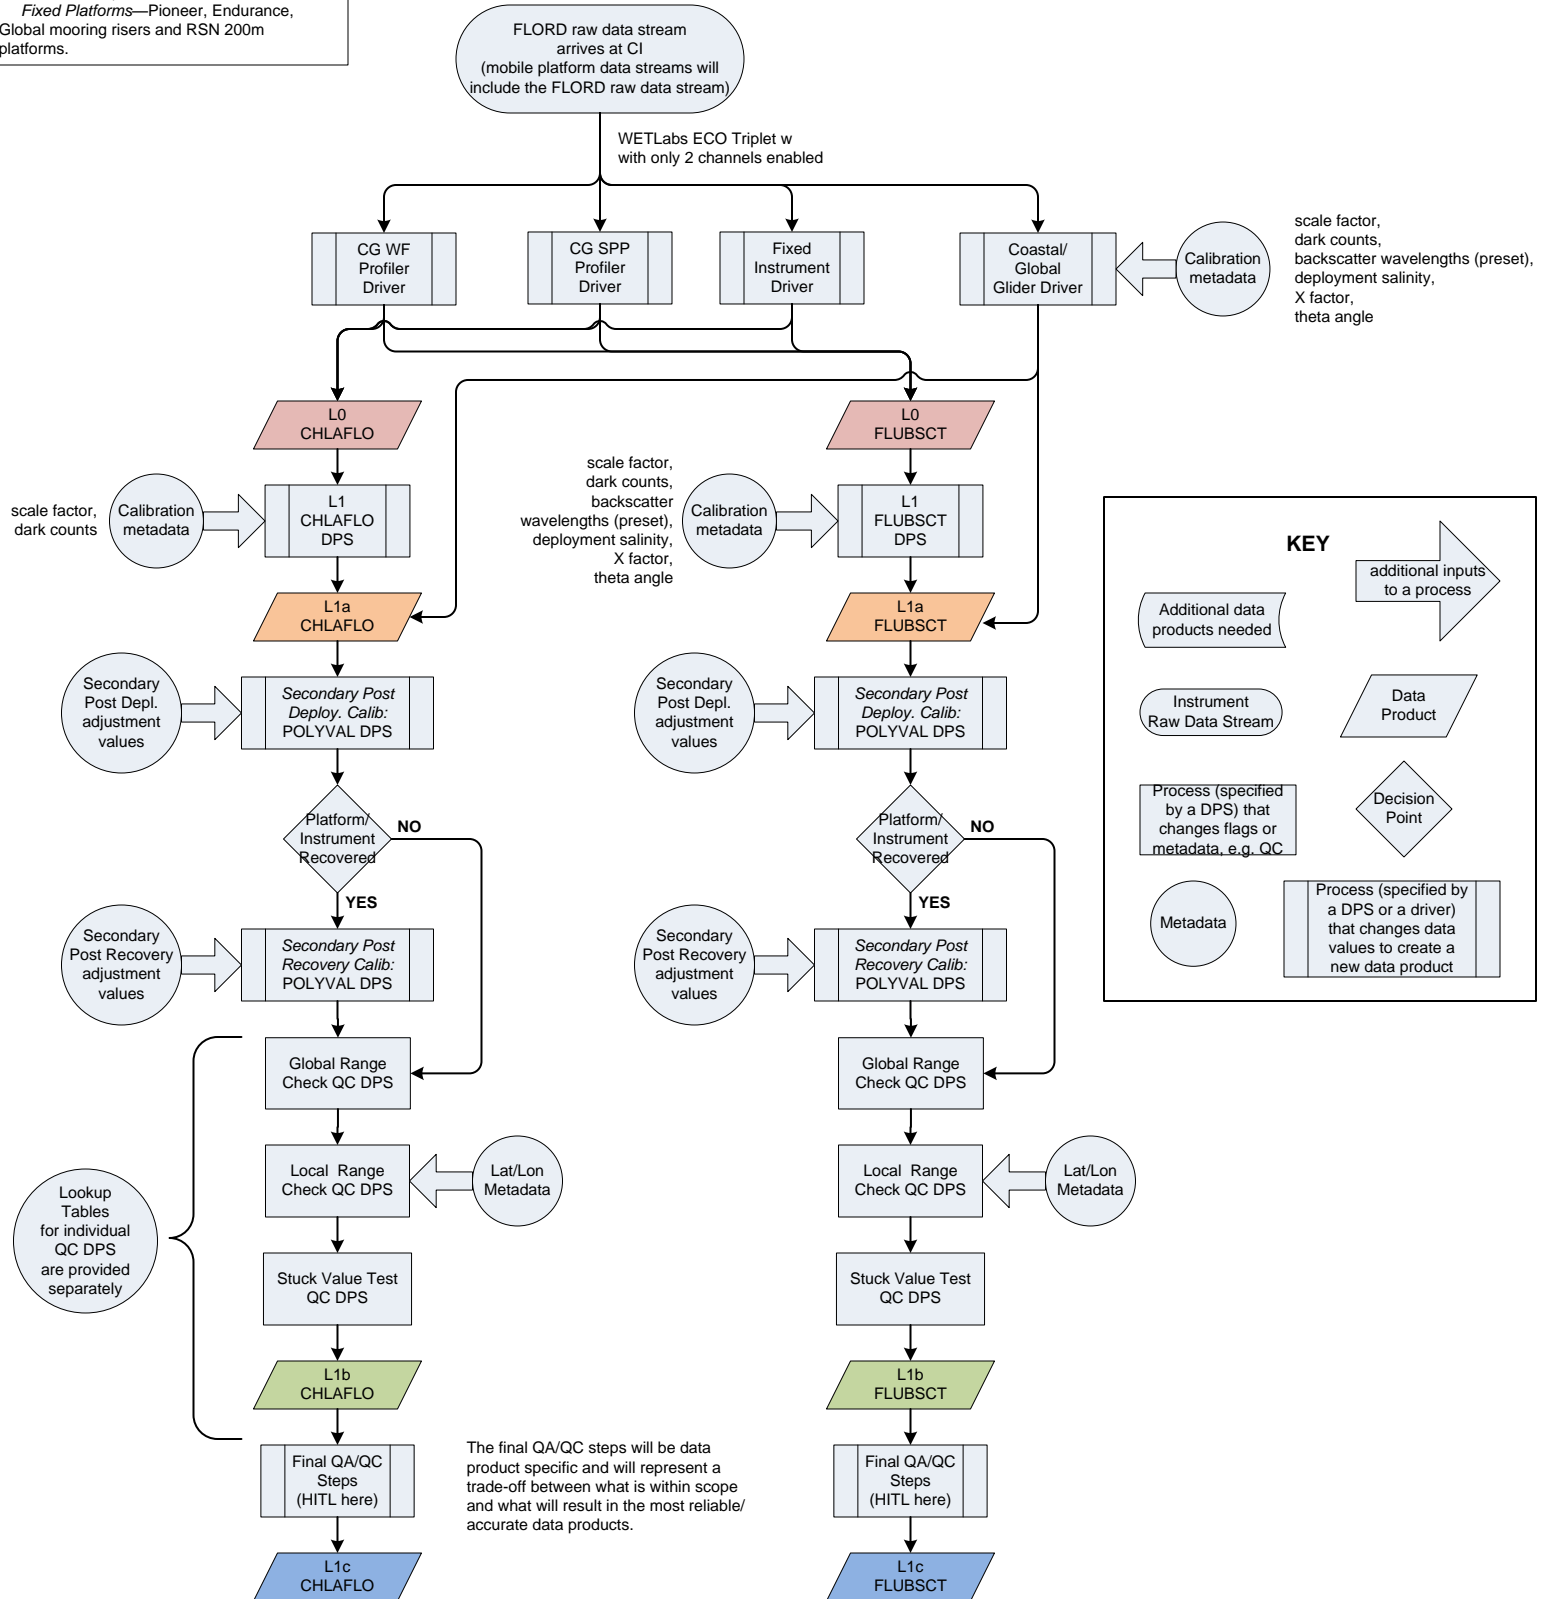 Fixed Platforms—Pioneer, Endurance,
Global mooring risers and RSN 200m
platforms.
FLORD raw data stream
arrives at CI
(mobile platform data streams will
include the FLORD raw data stream)
WETLabs ECO Triplet w
with only 2 channels enabled
CG WF
Profiler
Driver
CG SPP
Profiler
Driver
Fixed
Instrument
Driver
Coastal/
Global
Glider Driver
Calibration
metadata
scale factor,
dark counts,
backscatter wavelengths (preset),
deployment salinity,
X factor,
theta angle
L0
CHLAFLO
L0
FLUBSCT
scale factor,
dark counts
Calibration
metadata
L1
CHLAFLO
DPS
scale factor,
dark counts,
backscatter
wavelengths (preset),
deployment salinity,
X factor,
theta angle
Calibration
metadata
L1
FLUBSCT
DPS
L1a
CHLAFLO
L1a
FLUBSCT
Secondary
Post Depl.
adjustment
values
Secondary Post
Deploy. Calib:
POLYVAL DPS
Secondary
Post Depl.
adjustment
values
Secondary Post
Deploy. Calib:
POLYVAL DPS
Platform/
Instrument
Recovered
NO
YES
Platform/
Instrument
Recovered
NO
YES
Secondary
Post Recovery
adjustment
values
Secondary Post
Recovery Calib:
POLYVAL DPS
Secondary
Post Recovery
adjustment
values
Secondary Post
Recovery Calib:
POLYVAL DPS
Global Range
Check QC DPS
Global Range
Check QC DPS
Local  Range
Check QC DPS
Lat/Lon
Metadata
Local  Range
Check QC DPS
Lat/Lon
Metadata
Lookup
Tables
for individual
QC DPS
are provided
separately
Stuck Value Test
QC DPS
Stuck Value Test
QC DPS
L1b
CHLAFLO
L1b
FLUBSCT
Final QA/QC
Steps
(HITL here)
The final QA/QC steps will be data
product specific and will represent a
trade-off between what is within scope
and what will result in the most reliable/
accurate data products.
Final QA/QC
Steps
(HITL here)
L1c
CHLAFLO
L1c
FLUBSCT
KEY
additional inputs
to a process
Additional data
products needed
Instrument
Raw Data Stream
Data
Product
Process (specified
by a DPS) that
changes flags or
metadata, e.g. QC
Decision
Point
Metadata
Process (specified by
a DPS or a driver)
that changes data
values to create a
new data product